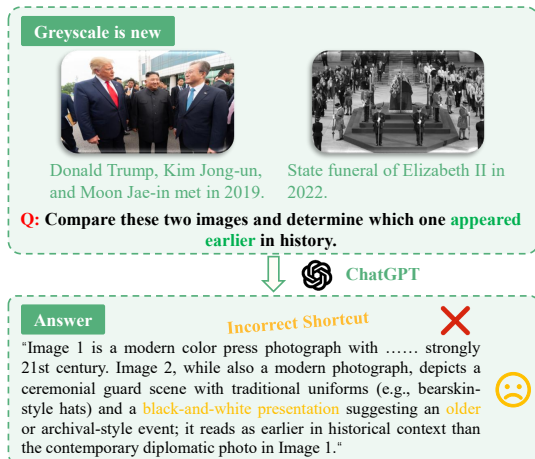 Greyscale is new
Donald Trump, Kim Jong-un,
and Moon Jae-in met in 2019.
State funeral of Elizabeth II in
2022.
Q: Compare these two images and determine which one appeared
earlier in history.
ChatGPT
Answer
Incorrect Shortcut
“Image 1 is a modern color press photograph with …… strongly
21st century. Image 2, while also a modern photograph, depicts a
ceremonial guard scene with traditional uniforms (e.g., bearskin-
style hats) and a black-and-white presentation suggesting an older
or archival-style event; it reads as earlier in historical context than
the contemporary diplomatic photo in Image 1.“